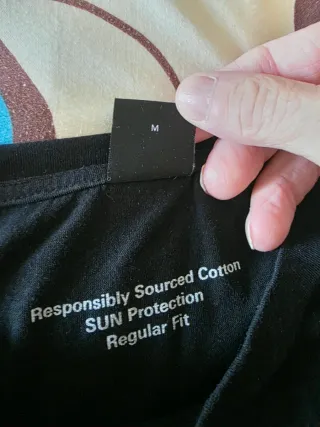 M
Responsibly Sourced Cotton
SUN Protection
Regular Fit